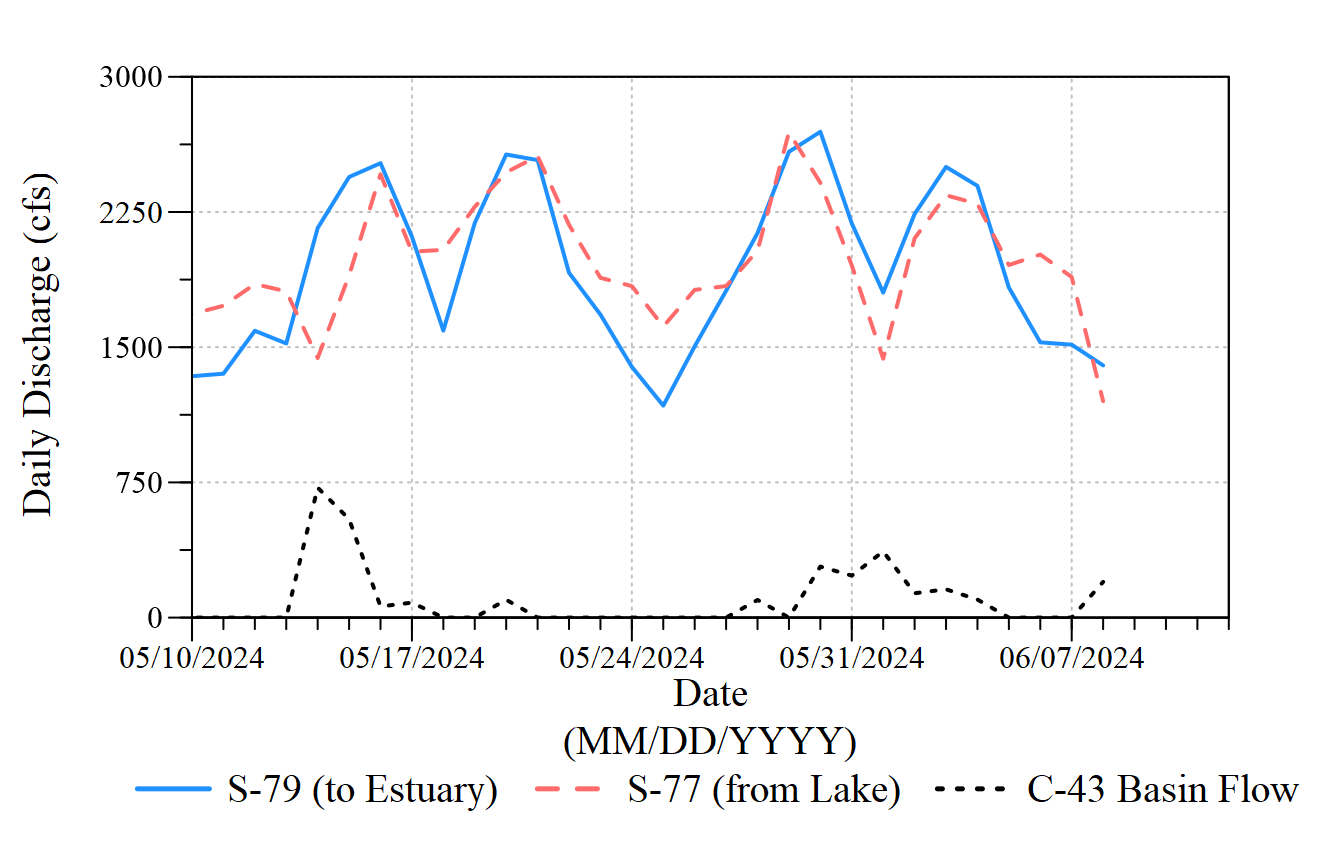 3000
2250
1500
750
0
Daily Discharge (cfs)
05/10/2024 05/17/2024 05/24/2024 05/31/2024 06/07/2024
Date
(MM/DD/YYYY)
S-79 (to Estuary) S-77 (from Lake) C-43 Basin Flow